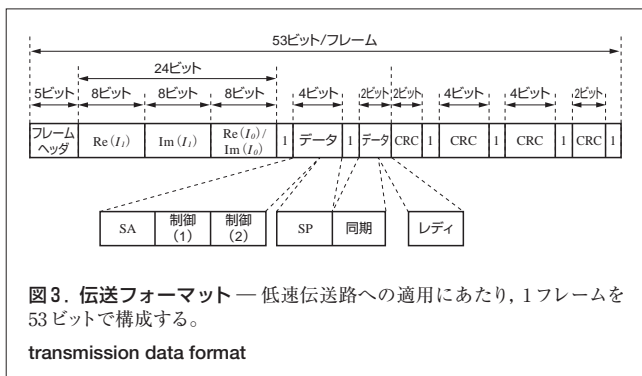 53ビット/フレーム
24ビット
5ビット 8ビット 8ビット 8ビット 4ビット 2ビット 2ビット 4ビット 4ビット 2ビット
フレームヘッダ Re(I₁) Im(I₁) Re(I₀)/Im(I₀) 1 データ 1 データ CRC 1 CRC 1 CRC 1 CRC 1
SA 制御(1) 制御(2) SP 同期 レディ
図3. 伝送フォーマット — 低速伝送路への適用にあたり, 1フレームを
53ビットで構成する。
transmission data format